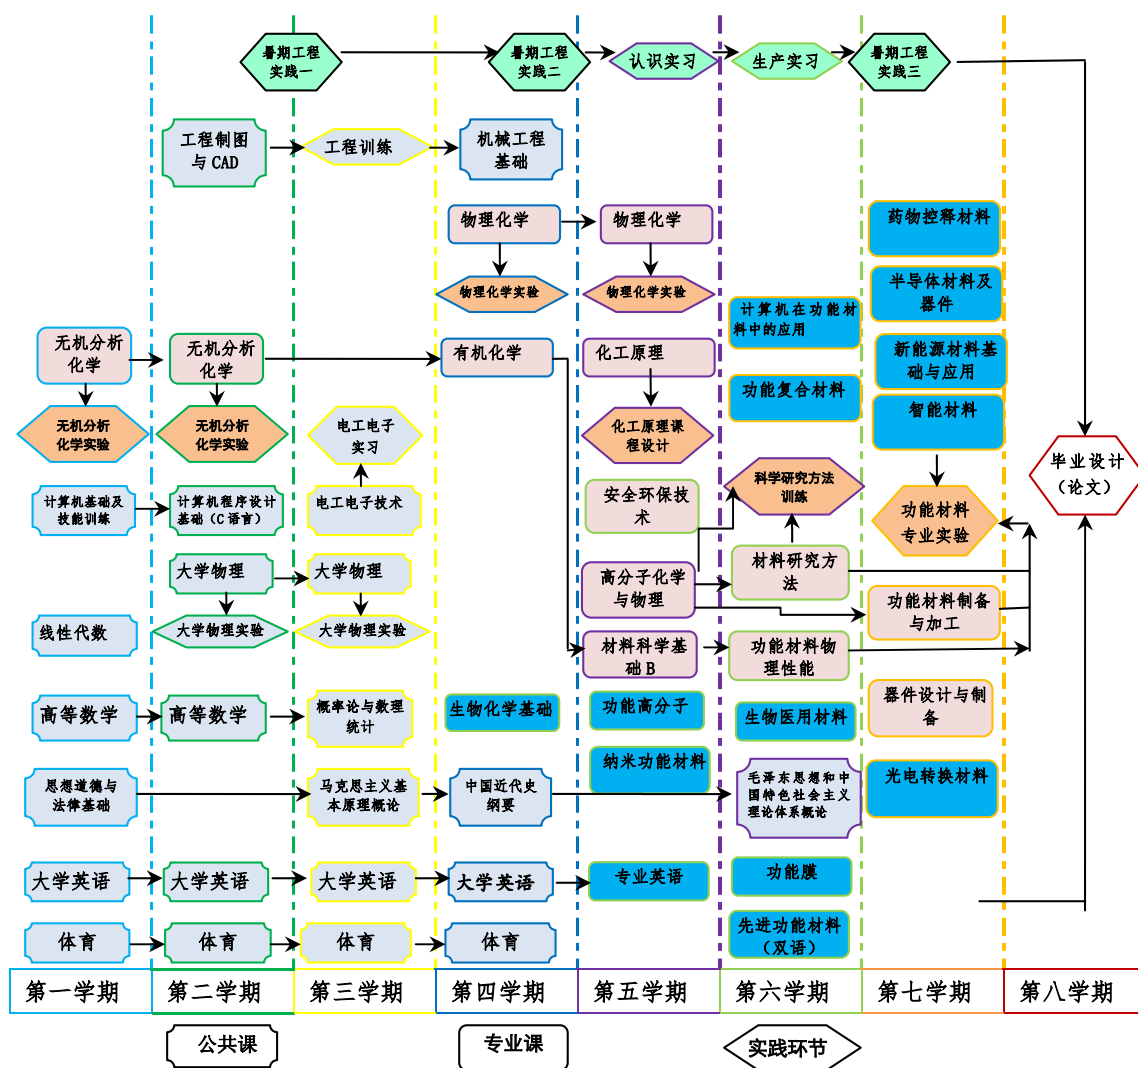 暑期工程
实践一
暑期工程
实践二
认识实习
生产实习
暑期工程
实践三
工程制图
与 CAD
工程训练
机械工程
基础
物理化学
物理化学
药物控释材料
物理化学实验
物理化学实验
半导体材料及
器件
计算机在功能材
料中的应用
无机分析
化学
无机分析
化学
有机化学
化工原理
新能源材料基
础与应用
功能复合材料
智能材料
无机分析
化学实验
无机分析
化学实验
电工电子
实习
化工原理课
程设计
毕业设计
（论文）
科学研究方法
训练
计算机基础及
技能训练
计算机程序设计
基础（C 语言）
电工电子技术
安全环保技
术
功能材料
专业实验
大学物理
大学物理
高分子化学
与物理
材料研究方
法
功能材料制备
与加工
线性代数
大学物理实验
大学物理实验
材料科学基
础 B
功能材料物
理性能
高等数学
高等数学
概率论与数理
统计
生物化学基础
功能高分子
生物医用材料
器件设计与制
备
思想道德与
法律基础
马克思主义基
本原理概论
中国近代史
纲要
纳米功能材料
毛泽东思想和中
国特色社会主义
理论体系概论
光电转换材料
大学英语
大学英语
大学英语
大学英语
专业英语
功能膜
体育
体育
体育
体育
先进功能材料
（双语）
第一学期
第二学期
第三学期
第四学期
第五学期
第六学期
第七学期
第八学期
公共课
专业课
实践环节